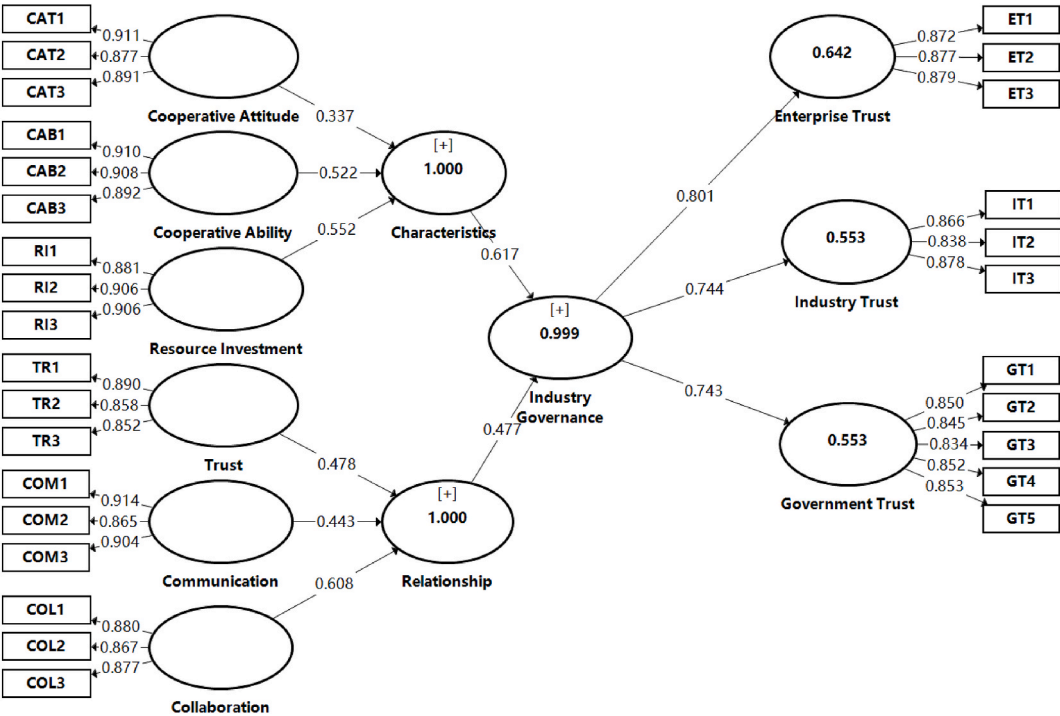 CAT1
CAT2
CAT3
0.911
0.877
0.891
Cooperative Attitude
0.337
CAB1
CAB2
CAB3
0.910
0.908
0.892
Cooperative Ability
0.522
RI1
RI2
RI3
0.881
0.906
0.906
Resource Investment
0.552
[+]
1.000
Characteristics
0.617
TR1
TR2
TR3
0.890
0.858
0.852
Trust
0.478
COM1
COM2
COM3
0.914
0.865
0.904
Communication
0.443
COL1
COL2
COL3
0.880
0.867
0.877
Collaboration
0.608
[+]
1.000
Relationship
0.477
[+]
0.999
Industry
Governance
0.801
0.744
0.743
0.642
Enterprise Trust
0.872
0.877
0.879
ET1
ET2
ET3
0.553
Industry Trust
0.866
0.838
0.878
IT1
IT2
IT3
0.553
Government Trust
0.850
0.845
0.834
0.852
0.853
GT1
GT2
GT3
GT4
GT5